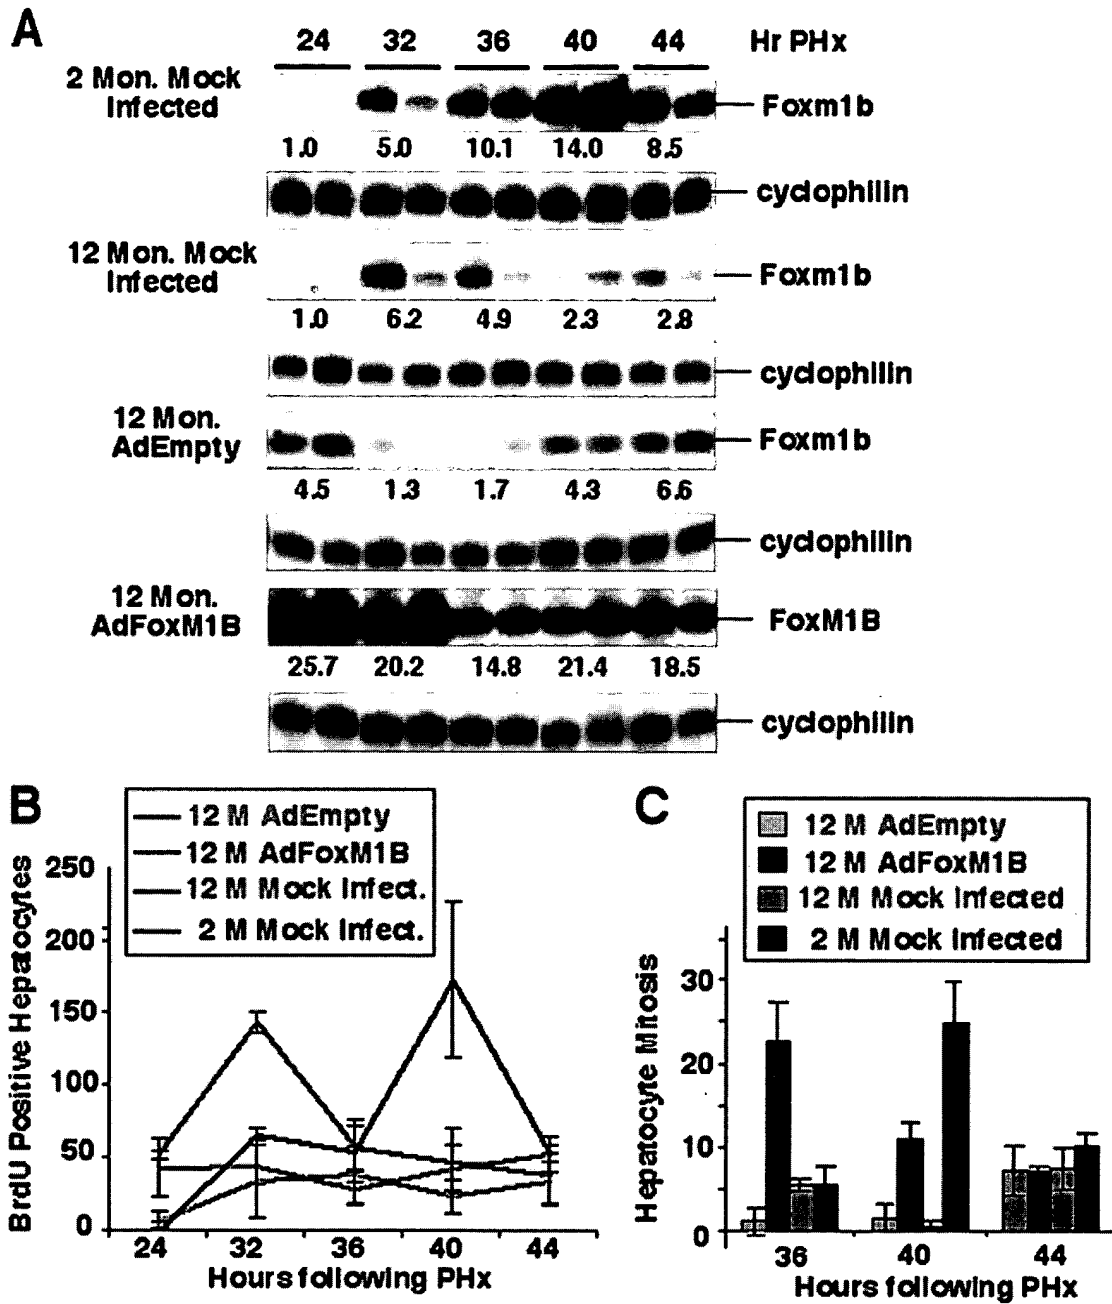 A
24 32 36 40 44 Hr PHx
2 Mon. Mock
Infected
Foxm1b
1.0 5.0 10.1 14.0 8.5
cyclophilin
12 Mon. Mock
Infected
Foxm1b
1.0 6.2 4.9 2.3 2.8
cyclophilin
12 Mon.
AdEmpty
Foxm1b
4.5 1.3 1.7 4.3 6.6
cyclophilin
12 Mon.
AdFoxM1B
FoxM1B
25.7 20.2 14.8 21.4 18.5
cyclophilin
B
12 M AdEmpty
12 M AdFoxM1B
12 M Mock Infect.
2 M Mock Infect.
BrdU Positive Hepatocytes
250
200
150
100
50
0
24 32 36 40 44
Hours following PHx
C
12 M AdEmpty
12 M AdFoxM1B
12 M Mock Infected
2 M Mock Infected
Hepatocyte Mitosis
30
20
10
0
36 40 44
Hours following PHx